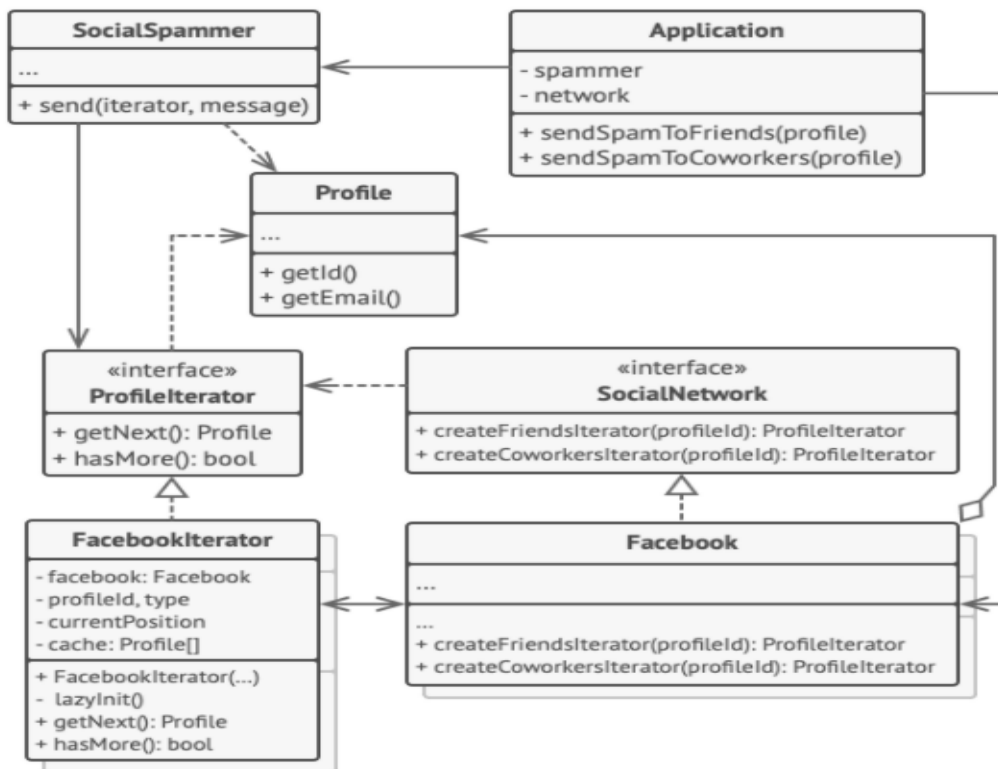 SocialSpammer
...
+ send(iterator, message)
Application
- spammer
- network
+ sendSpamToFriends(profile)
+ sendSpamToCoworkers(profile)
Profile
...
+ getId()
+ getEmail()
«interface»
ProfileIterator
+ getNext(): Profile
+ hasMore(): bool
«interface»
SocialNetwork
+ createFriendsIterator(profileId): ProfileIterator
+ createCoworkersIterator(profileId): ProfileIterator
FacebookIterator
- facebook: Facebook
- profileId, type
- currentPosition
- cache: Profile[]
+ FacebookIterator(...)
- lazyInit()
+ getNext(): Profile
+ hasMore(): bool
Facebook
...
...
+ createFriendsIterator(profileId): ProfileIterator
+ createCoworkersIterator(profileId): ProfileIterator